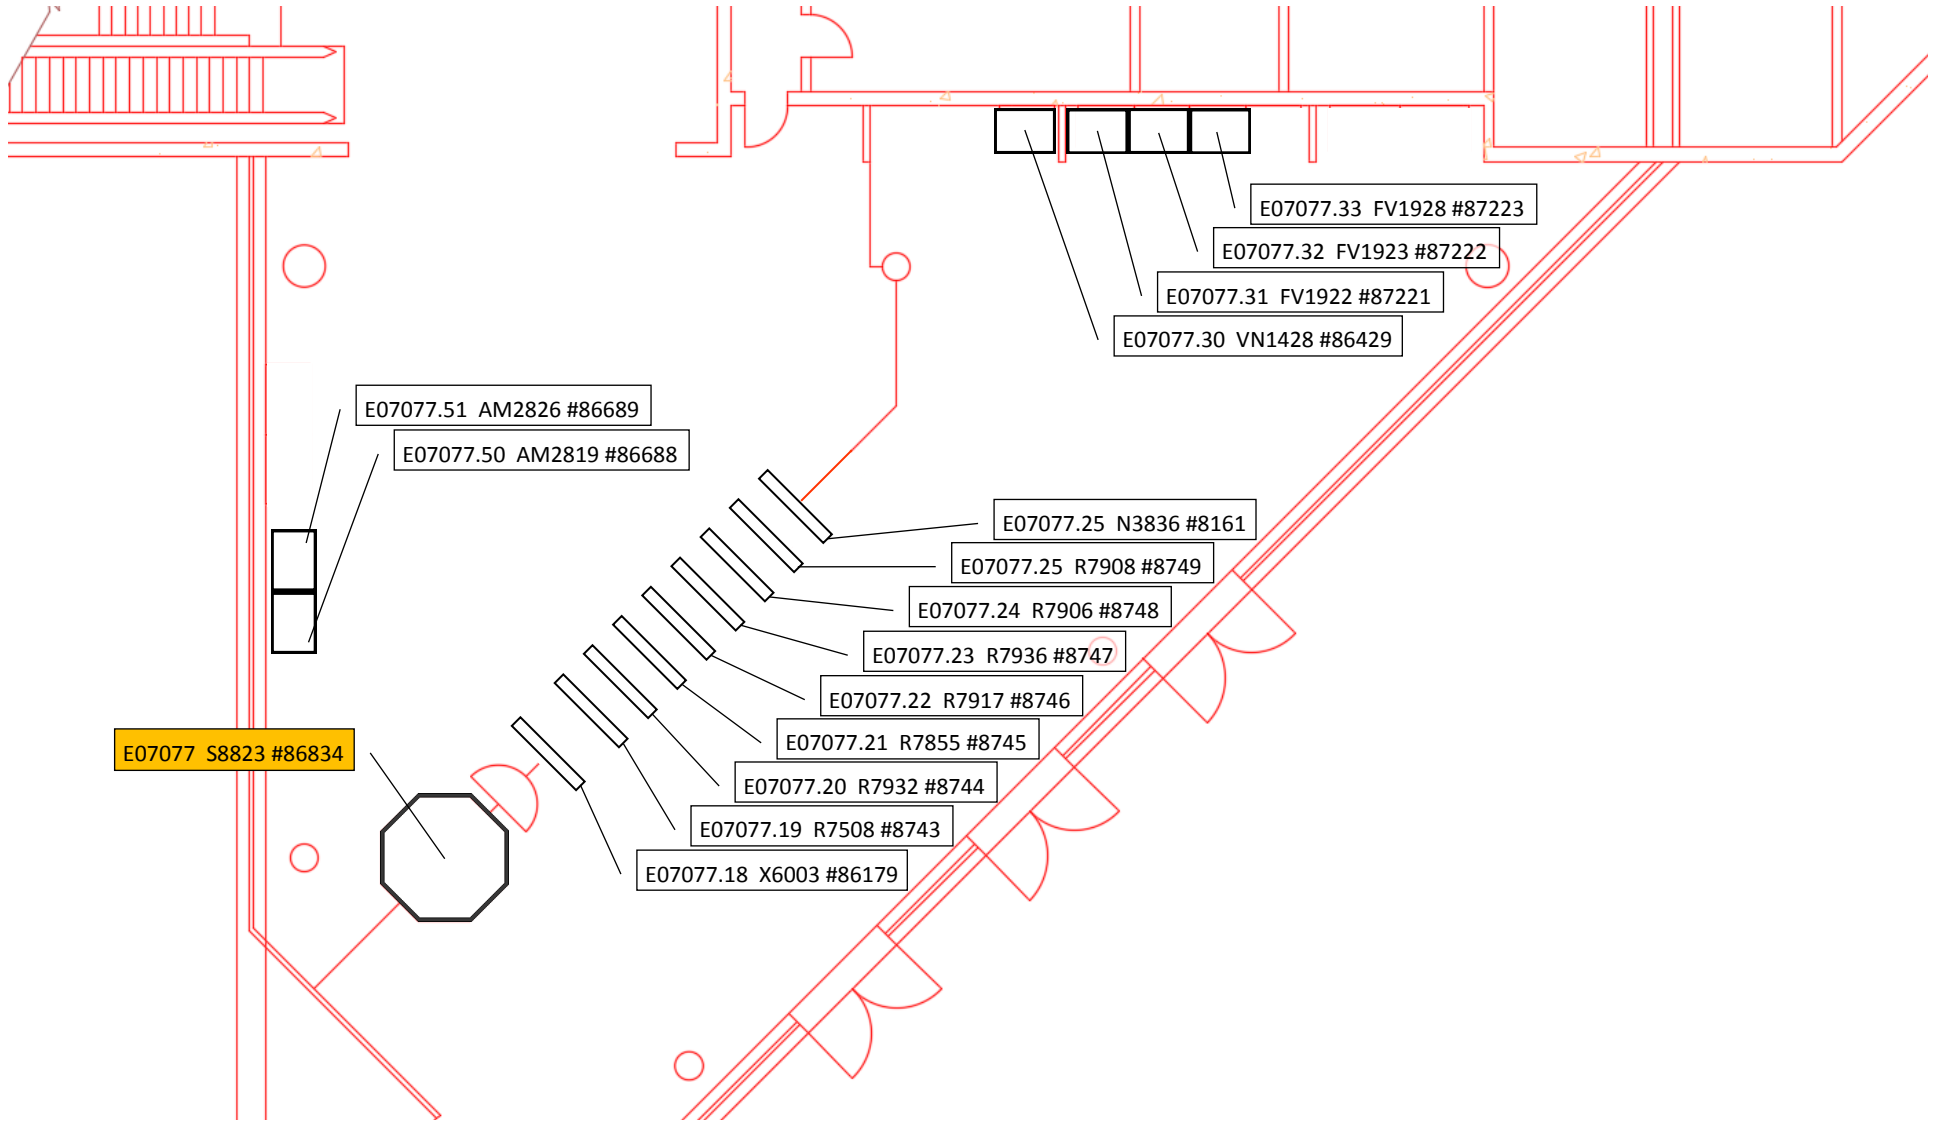 E07077.33 FV1928 #87223
E07077.32 FV1923 #87222
E07077.31 FV1922 #87221
E07077.30 VN1428 #86429
E07077.51 AM2826 #86689
E07077.50 AM2819 #86688
E07077.25 N3836 #8161
E07077.25 R7908 #8749
E07077.24 R7906 #8748
E07077.23 R7936 #8747
E07077.22 R7917 #8746
E07077.21 R7855 #8745
E07077 S8823 #86834
E07077.20 R7932 #8744
E07077.19 R7508 #8743
E07077.18 X6003 #86179